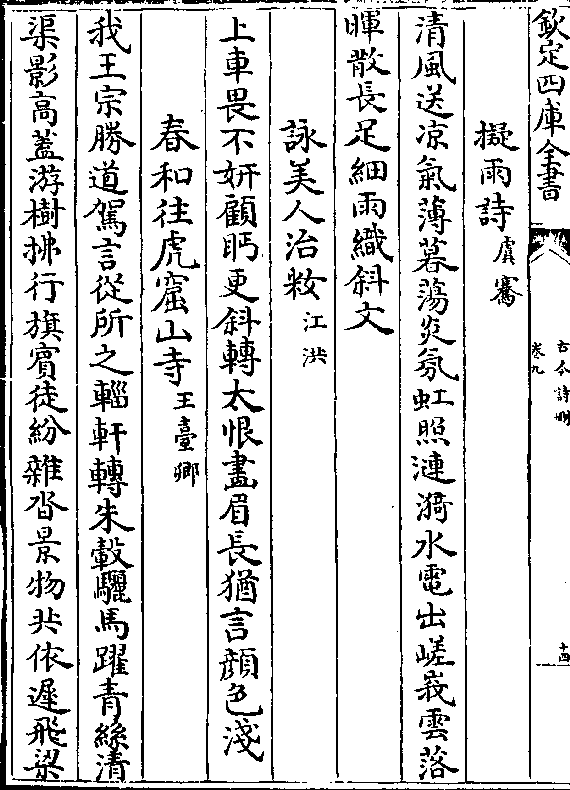 欽定四庫全書
古今詩刪
卷九
十四
擬雨詩虞騫
清風送凉氣薄暮蕩炎氛虹照漣漪水電出嵯峩雲落
暉散長足細雨織斜文
詠美人治妝江洪
上車畏不妍顧眄更斜轉太恨畫眉長猶言顔色淺
春和往虎窟山寺王臺卿
我王宗勝道駕言從所之輜軒轉朱轂驪馬躍青絲清
渠影高蓋游樹拂行旗賓徒紛雜沓景物共依遲飛梁